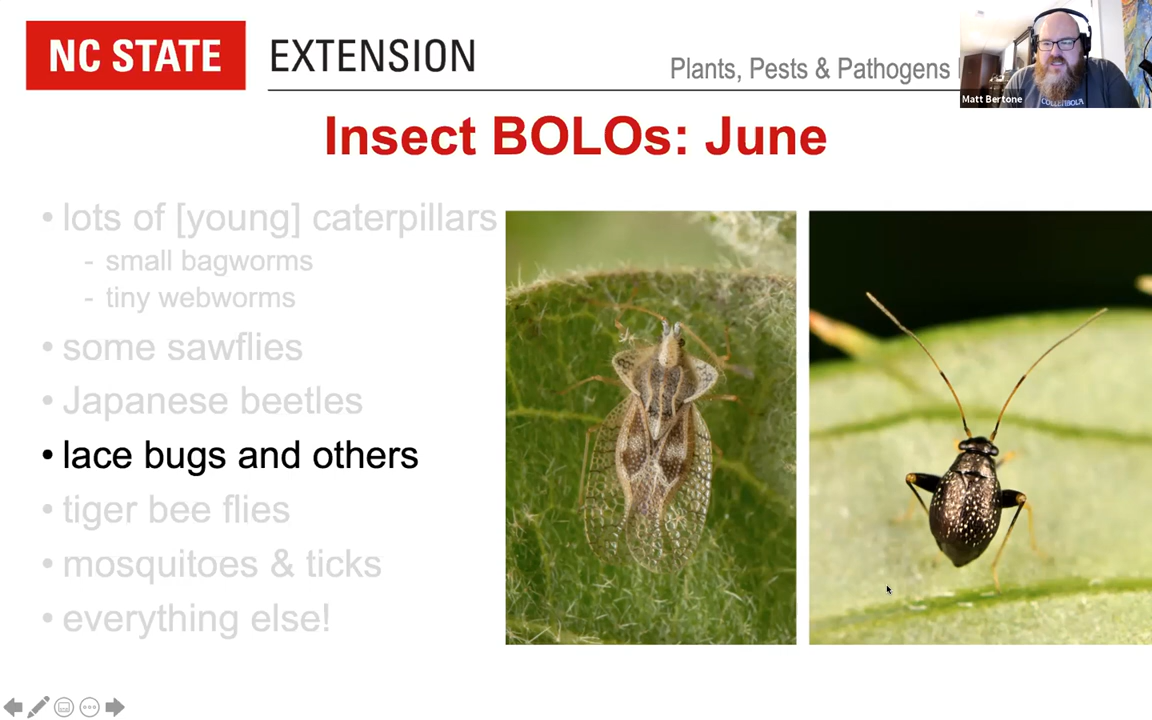 NC STATE EXTENSION
Plants, Pests & Pathogens
Matt Bertone
COLLEMBOLA
Insect BOLOs: June
• lots of [young] caterpillars
- small bagworms
- tiny webworms
• some sawflies
• Japanese beetles
• lace bugs and others
• tiger bee flies
• mosquitoes & ticks
• everything else!